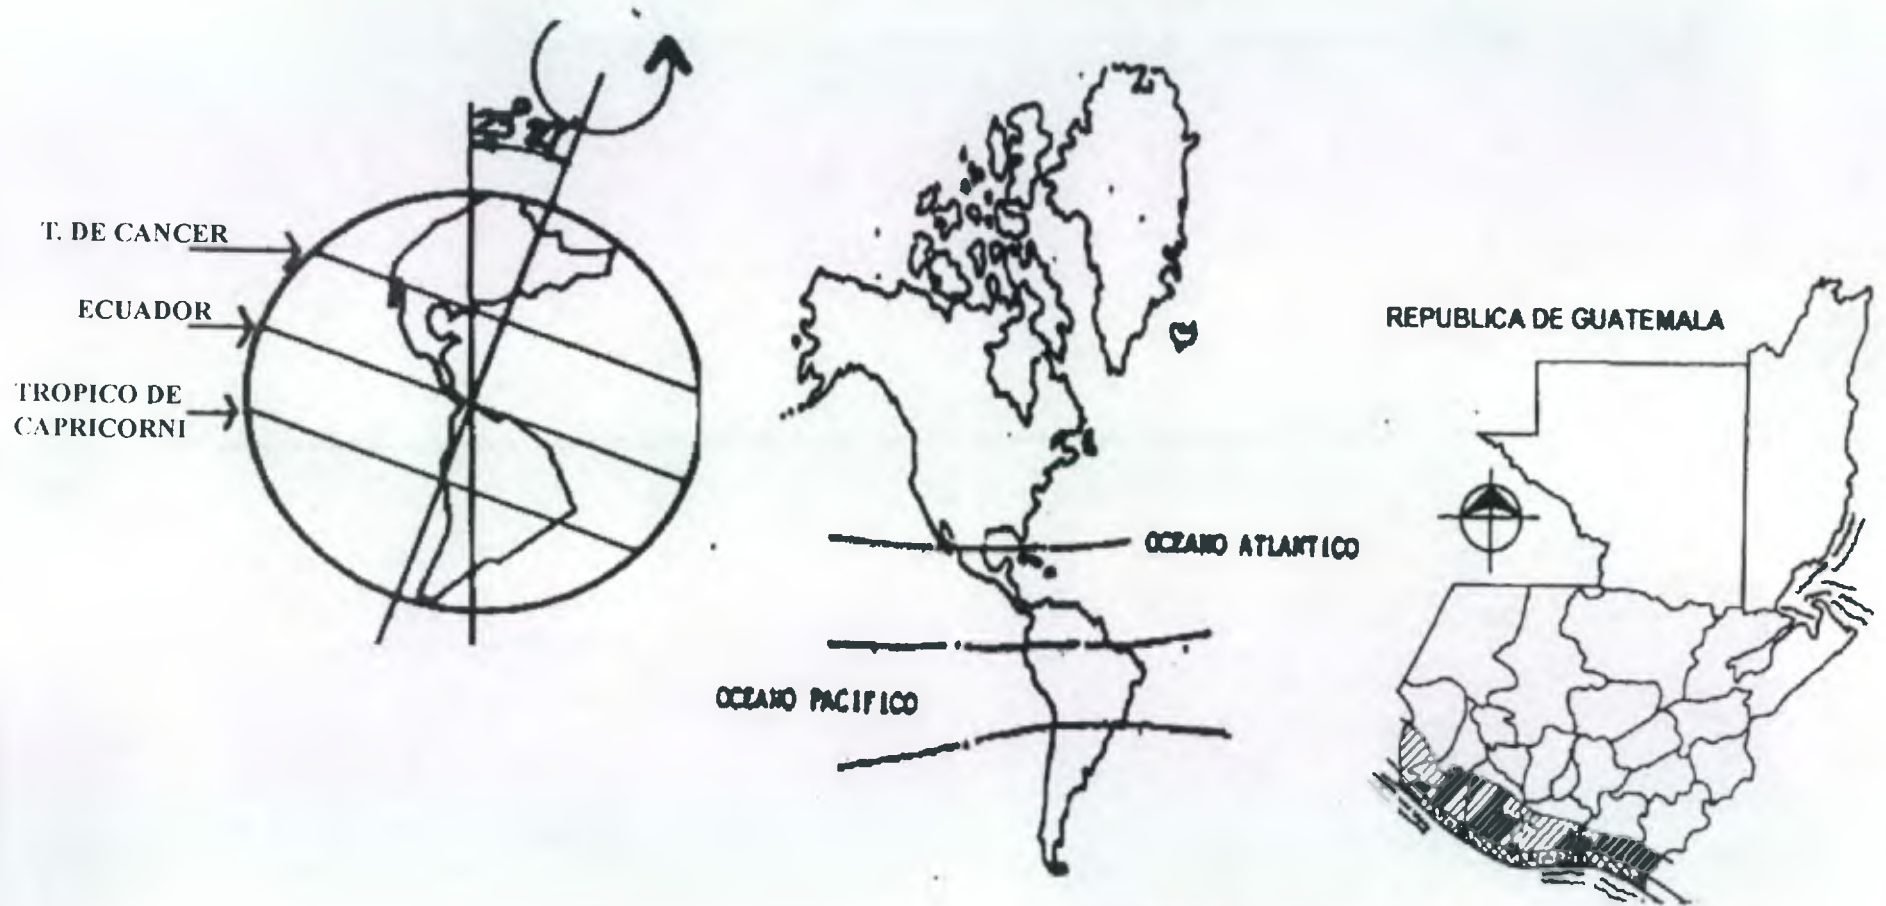 T. DE CANCER
ECUADOR
TROPICO DE
CAPRICORNI
OCEANO ATLANTICO
OCEANO PACIFICO
REPUBLICA DE GUATEMALA